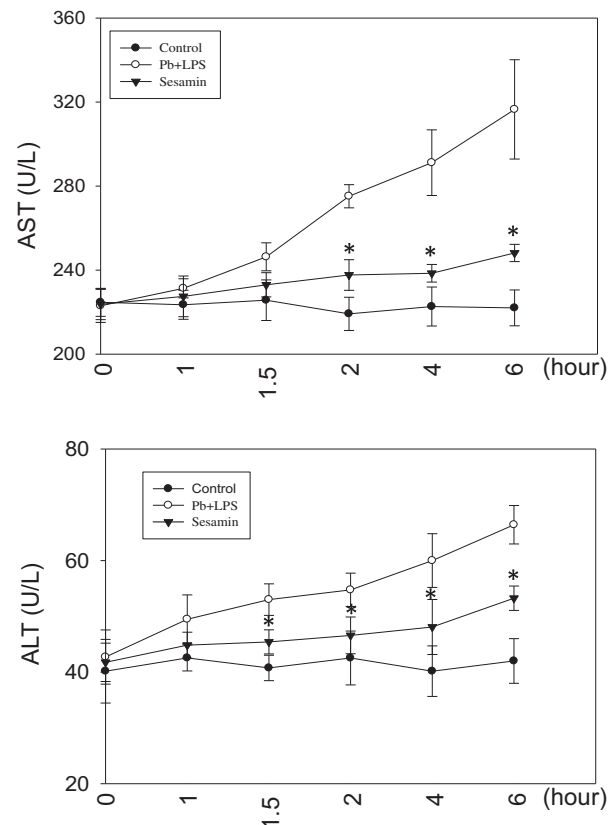 360
320
280
240
200
AST (U/L)
Control
Pb+LPS
Sesamin
*
*
*
0
1
1.5
2
4
6
(hour)
80
60
40
20
ALT (U/L)
Control
Pb+LPS
Sesamin
*
*
*
*
0
1
1.5
2
4
6
(hour)